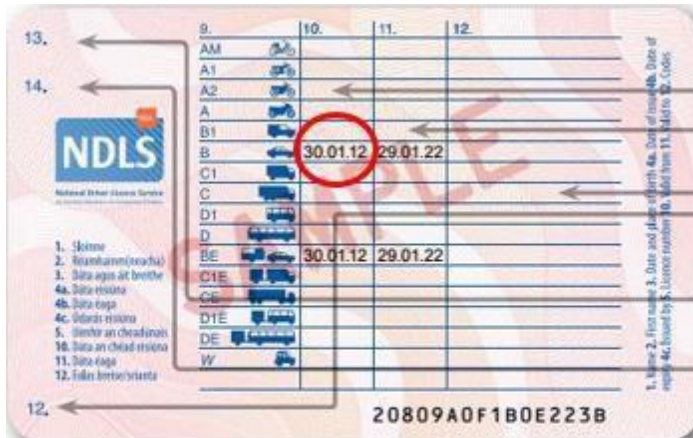 13.
14.
NDLS
National Driver Licence Service
1. Sloinne
2. Réamhainm(neacha)
3. Dáta agus áit breithe
4a. Dáta eisiúna
4b. Dáta éaga
4c. Údarás eisiúna
5. Uimhir an cheadúnais
10. Dáta an chéad eisiúna
11. Dáta éaga
12. Eolas breise/srianta
12.
9. 10. 11. 12.
AM
A1
A2
A
B1
B 30.01.12 29.01.22
C1
C
D1
D
BE 30.01.12 29.01.22
C1E
CE
D1E
DE
W
SAMPLE
20809A0F1B0E223B
1. Name 2. First name 3. Date and place of birth 4a. Date of issue 4b. Date of
expiry 4c. Issued by 5. Licence number 10. Valid from 11. Valid to 12. Codes